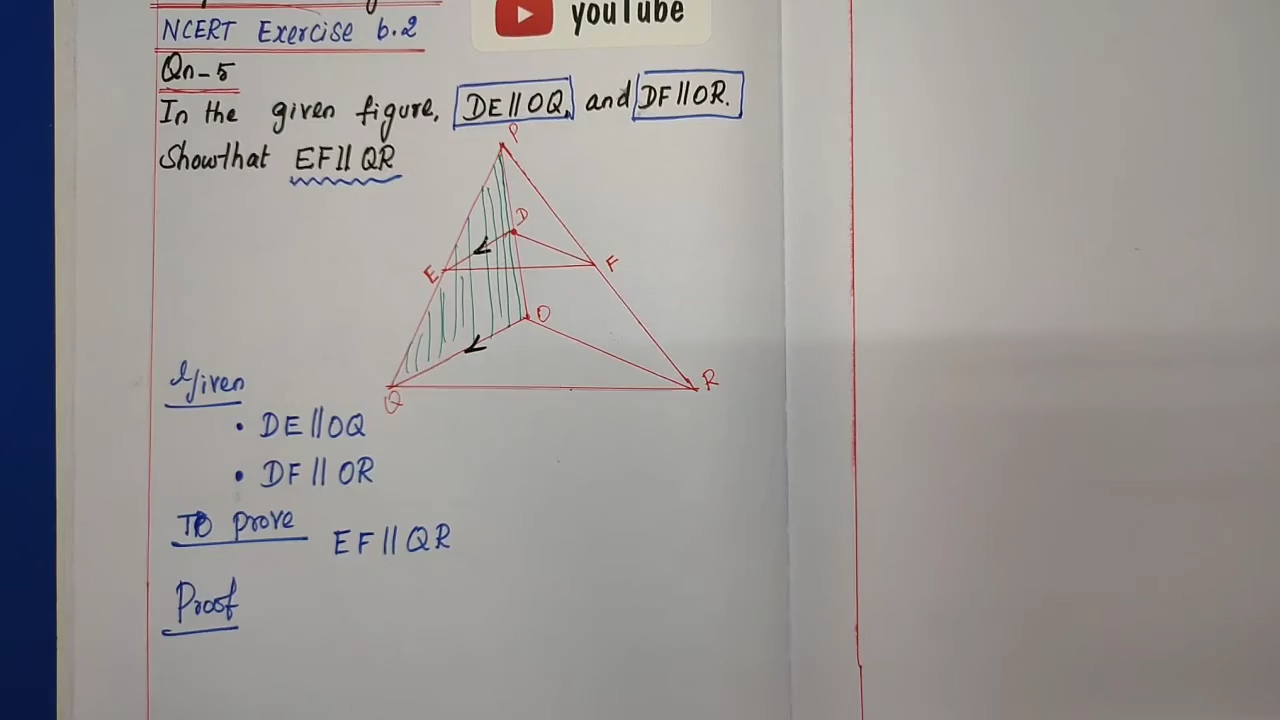 youTube
NCERT Exercise 6.2
Qn-5
In the given figure, DE||OQ, and DF||OR.
Show that EF||QR
P
D
E
F
O
Q
R
Given
• DE||OQ
• DF||OR
To prove EF||QR
Proof